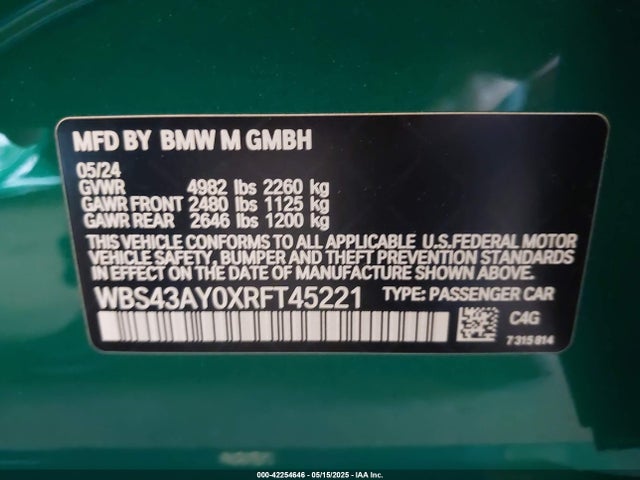 MFD BY BMW M GMBH
05/24
GVWR 4982 lbs 2260 kg
GAWR FRONT 2480 lbs 1125 kg
GAWR REAR 2646 lbs 1200 kg
THIS VEHICLE CONFORMS TO ALL APPLICABLE U.S.FEDERAL MOTOR
VEHICLE SAFETY, BUMPER AND THEFT PREVENTION STANDARDS
IN EFFECT ON THE DATE OF MANUFACTURE SHOWN ABOVE.
WBS43AY0XRFT45221 TYPE: PASSENGER CAR
C4G
7315814
000-42254646 - 05/15/2025 - IAA Inc.